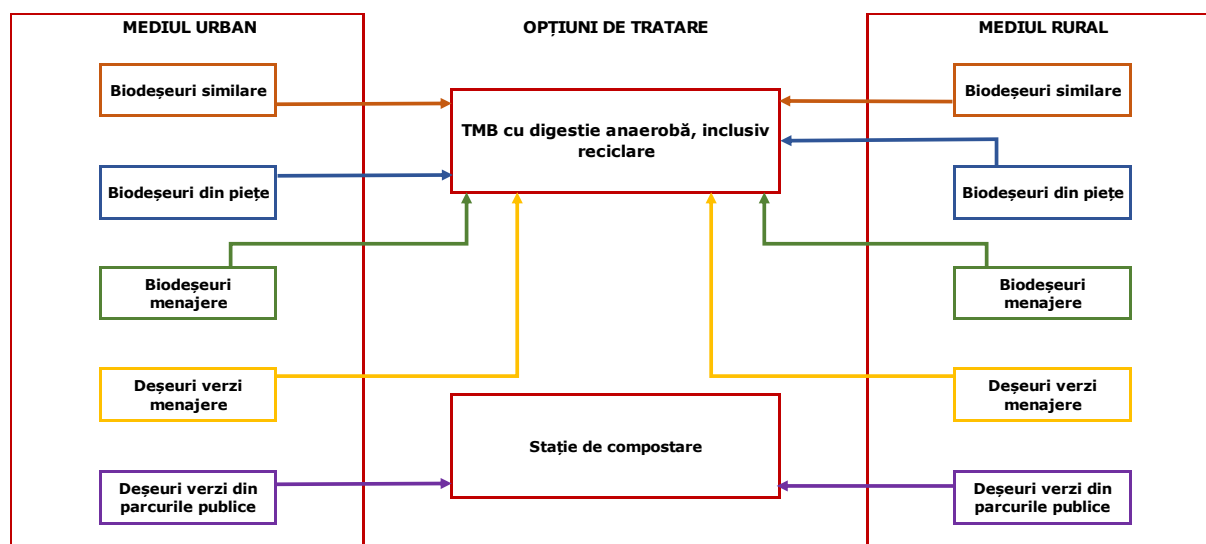 MEDIUL URBAN
OPȚIUNI DE TRATARE
MEDIUL RURAL
Biodeșeuri similare
Biodeșeuri din piețe
Biodeșeuri
menajere
Deșeuri verzi
menajere
Deșeuri verzi din
parcurile publice
TMB cu digestie anaerobă, inclusiv
reciclare
Stație de compostare
Biodeșeuri similare
Biodeșeuri din piețe
Biodeșeuri
menajere
Deșeuri verzi
menajere
Deșeuri verzi din
parcurile publice